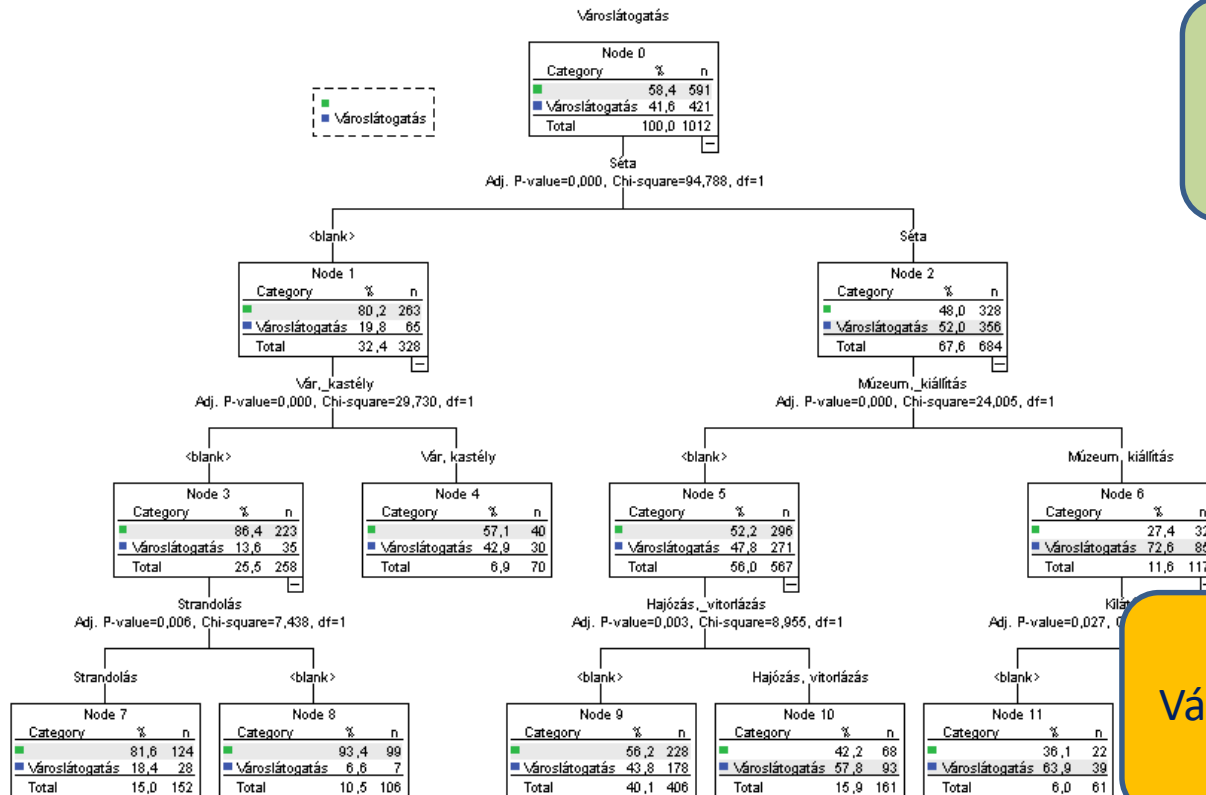 Városlátogatás
Node 0
Category % n
58,4 591
Városlátogatás 41,6 421
Total 100,0 1012
Városlátogatás
Séta
Adj. P-value=0,000, Chi-square=94,788, df=1
<blank>
Séta
Node 1
Category % n
80,2 263
Városlátogatás 19,8 65
Total 32,4 328
Node 2
Category % n
48,0 328
Városlátogatás 52,0 356
Total 67,6 684
Vár,_kastély
Adj. P-value=0,000, Chi-square=29,730, df=1
Múzeum,_kiállítás
Adj. P-value=0,000, Chi-square=24,005, df=1
<blank>
Vár, kastély
<blank>
Múzeum, kiállítás
Node 3
Category % n
86,4 223
Városlátogatás 13,6 35
Total 25,5 258
Node 4
Category % n
57,1 40
Városlátogatás 42,9 30
Total 6,9 70
Node 5
Category % n
52,2 296
Városlátogatás 47,8 271
Total 56,0 567
Node 6
Category % n
27,4 32
Városlátogatás 72,6 85
Total 11,6 117
Strandolás
Adj. P-value=0,006, Chi-square=7,438, df=1
Hajózás,_vitorlázás
Adj. P-value=0,003, Chi-square=8,955, df=1
Adj. P-value=0,027,
Strandolás
<blank>
<blank>
Hajózás, vitorlázás
<blank>
Node 7
Category % n
81,6 124
Városlátogatás 18,4 28
Total 15,0 152
Node 8
Category % n
93,4 99
Városlátogatás 6,6 7
Total 10,5 106
Node 9
Category % n
56,2 228
Városlátogatás 43,8 178
Total 40,1 406
Node 10
Category % n
42,2 68
Városlátogatás 57,8 93
Total 15,9 161
Node 11
Category % n
36,1 22
Városlátogatás 63,9 39
Total 6,0 61
Vá